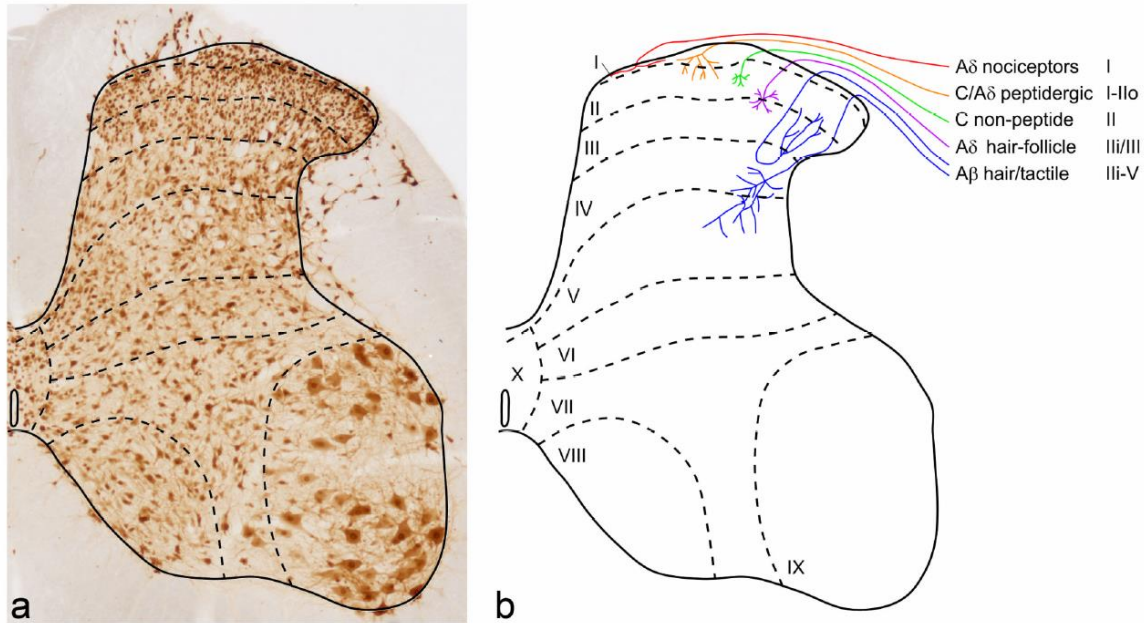 I
II
III
IV
V
VI
X
VII
VIII
IX
Aδ nociceptors I
C/Aδ peptidergic I-IIo
C non-peptide II
Aδ hair-follicle IIi/III
Aβ hair/tactile IIi-V
a
b